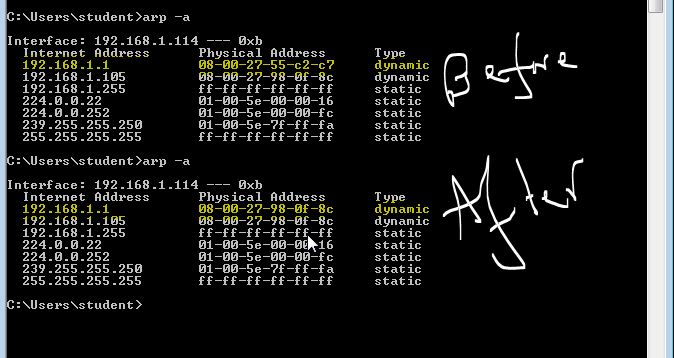 C:\Users\student>arp -a
Interface: 192.168.1.114 --- 0xb
Internet Address Physical Address Type
192.168.1.1 08-00-27-55-c2-c7 dynamic
192.168.1.105 08-00-27-98-0f-8c dynamic
192.168.1.255 ff-ff-ff-ff-ff-ff static
224.0.0.22 01-00-5e-00-00-16 static
224.0.0.252 01-00-5e-00-00-fc static
239.255.255.250 01-00-5e-7f-ff-fa static
255.255.255.255 ff-ff-ff-ff-ff-ff static
Before
C:\Users\student>arp -a
Interface: 192.168.1.114 --- 0xb
Internet Address Physical Address Type
192.168.1.1 08-00-27-98-0f-8c dynamic
192.168.1.105 08-00-27-98-0f-8c dynamic
192.168.1.255 ff-ff-ff-ff-ff-ff static
224.0.0.22 01-00-5e-00-00-16 static
224.0.0.252 01-00-5e-00-00-fc static
239.255.255.250 01-00-5e-7f-ff-fa static
255.255.255.255 ff-ff-ff-ff-ff-ff static
After
C:\Users\student>